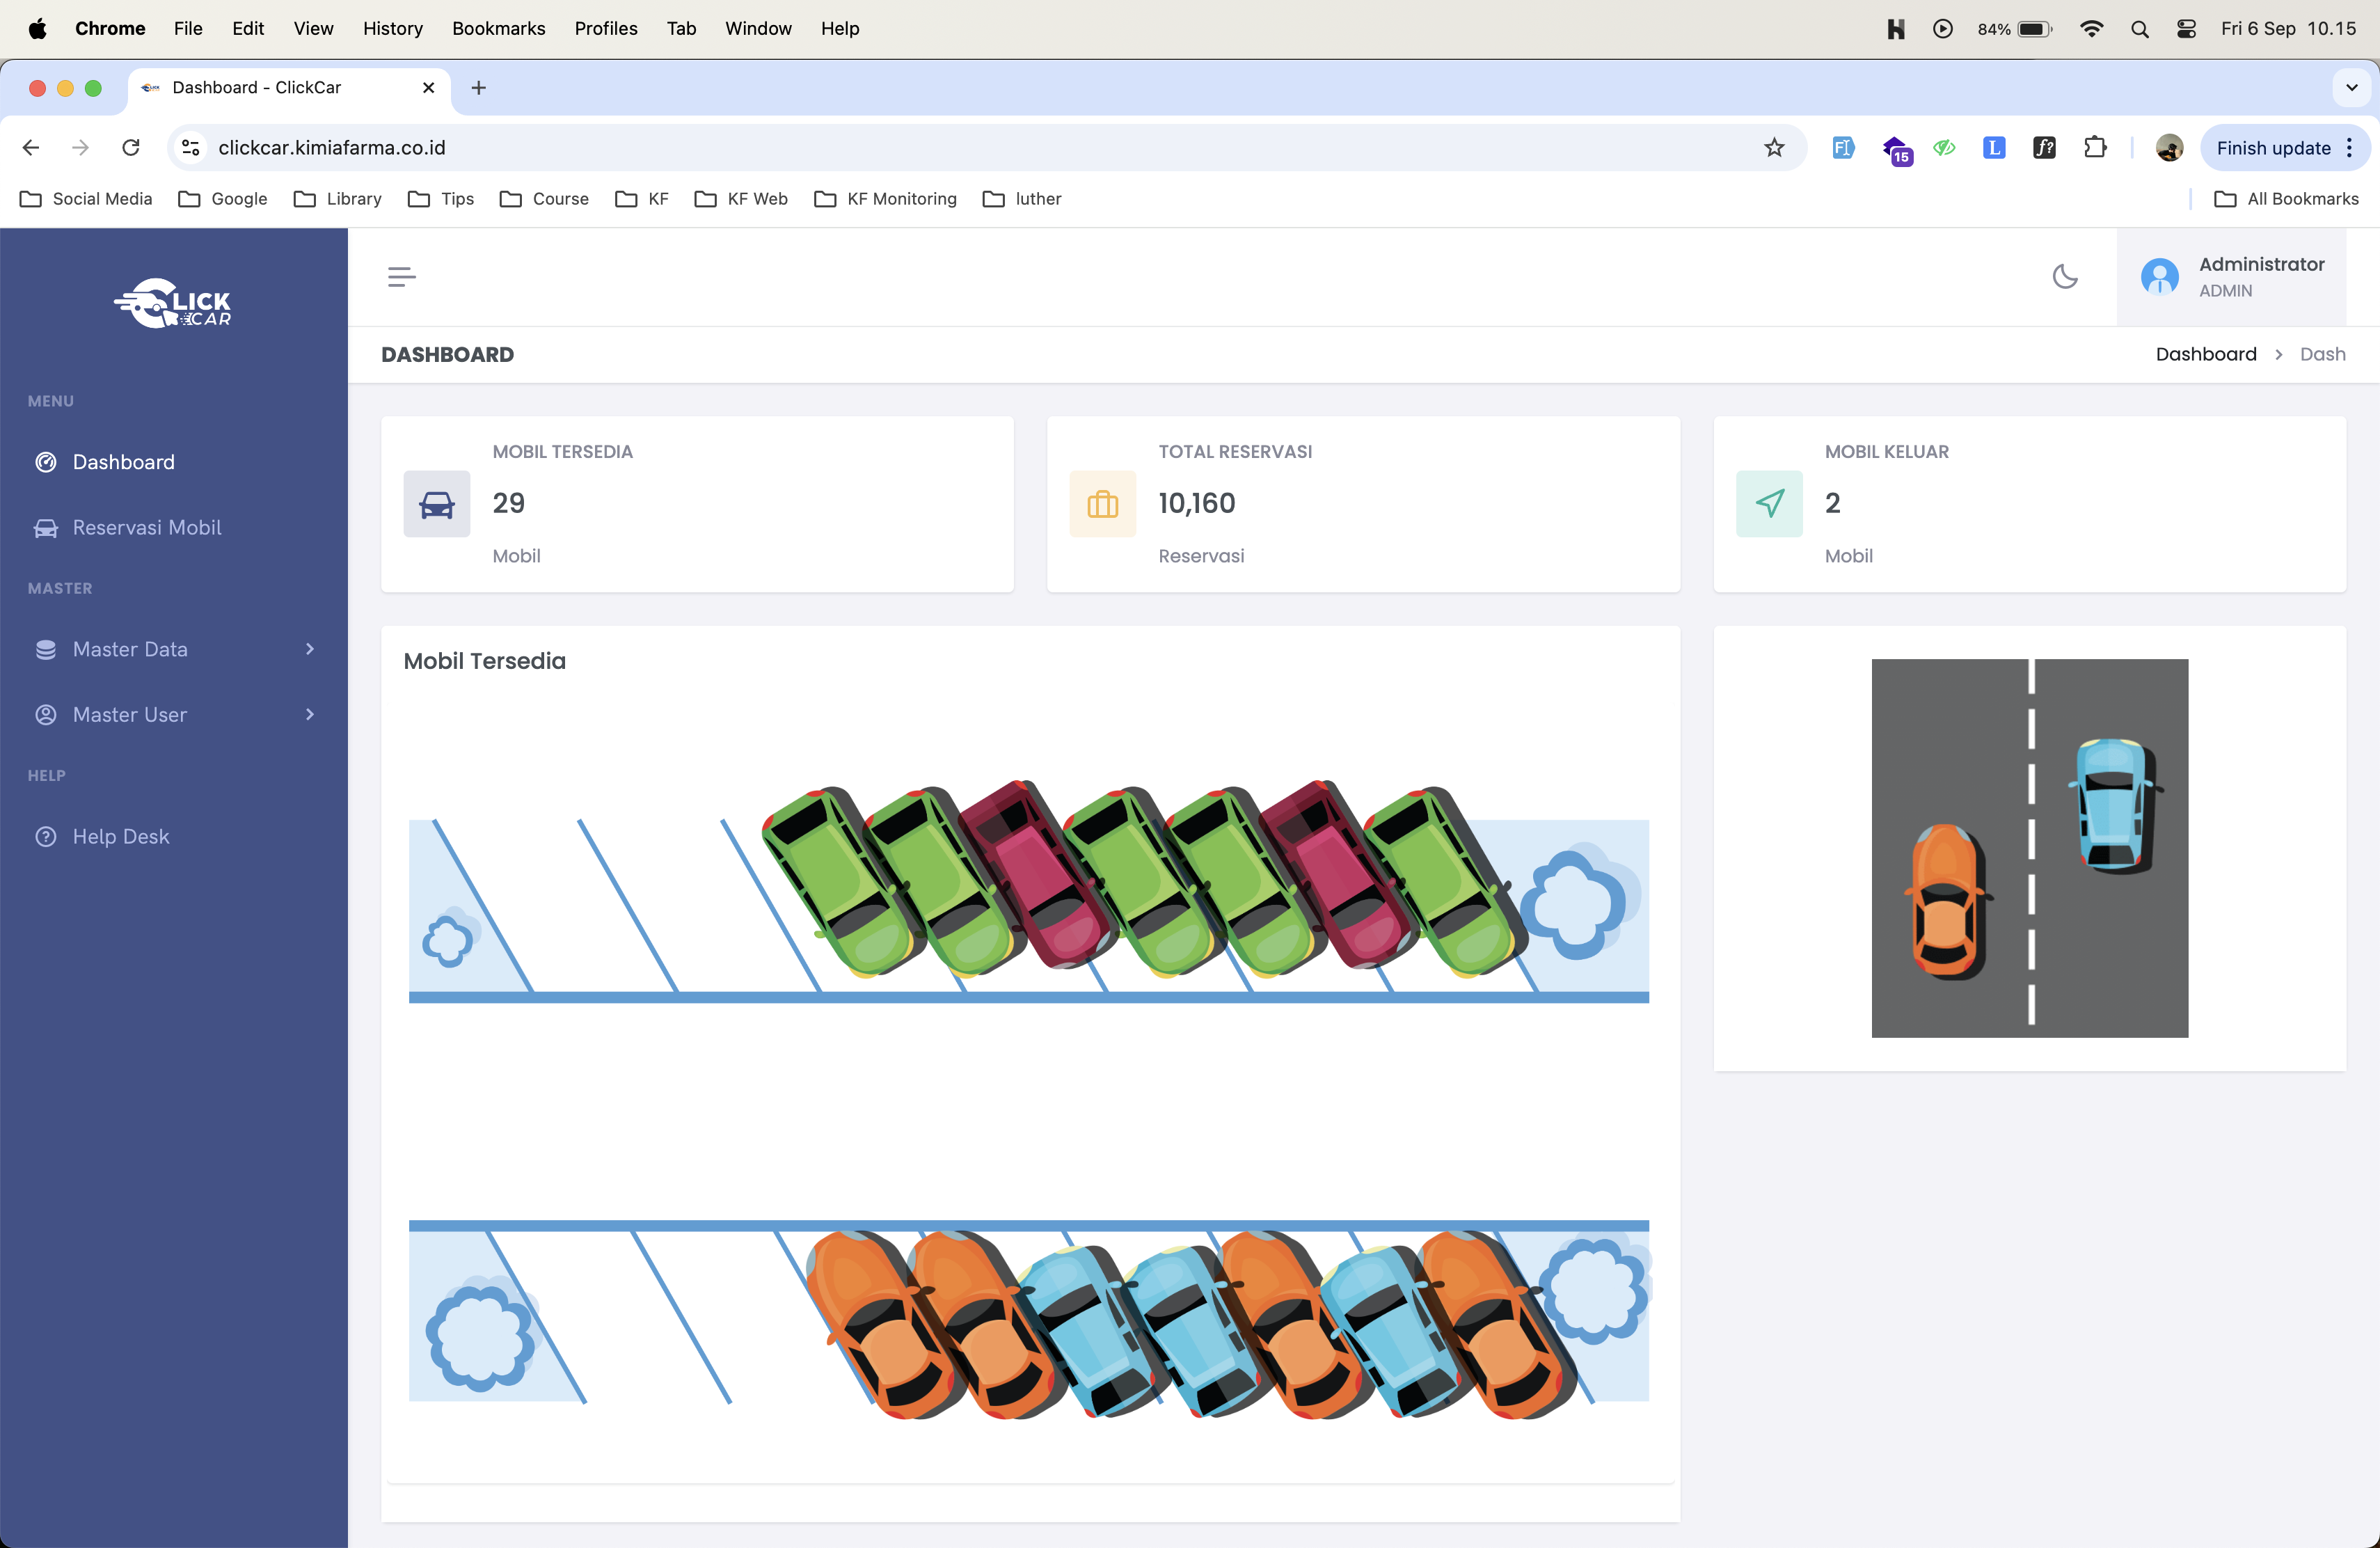 Chrome File Edit View History Bookmarks Profiles Tab Window Help 84% Fri 6 Sep 10.15
Dashboard - ClickCar
clickcar.kimiafarma.co.id
15
L
f?
Finish update
Social Media Google Library Tips Course KF KF Web KF Monitoring luther All Bookmarks
CLICK
CAR
Administrator
ADMIN
DASHBOARD
Dashboard > Dash
MENU
Dashboard
Reservasi Mobil
MASTER
Master Data
Master User
HELP
Help Desk
MOBIL TERSEDIA
29
Mobil
TOTAL RESERVASI
10,160
Reservasi
MOBIL KELUAR
2
Mobil
Mobil Tersedia